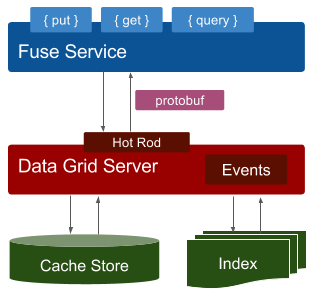 { put } { get } { query }
Fuse Service
protobuf
Hot Rod
Data Grid Server
Events
Cache Store
Index